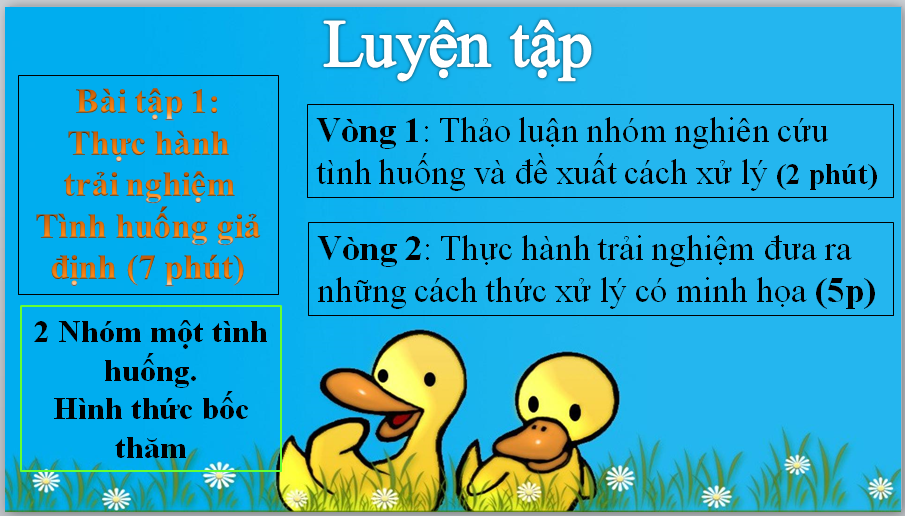 Luyện tập
Bài tập 1:
Thực hành
trải nghiệm
Tình huống giả
định (7 phút)
Vòng 1: Thảo luận nhóm nghiên cứu
tình huống và đề xuất cách xử lý (2 phút)
Vòng 2: Thực hành trải nghiệm đưa ra
những cách thức xử lý có minh họa (5p)
2 Nhóm một tình
huống.
Hình thức bốc
thăm